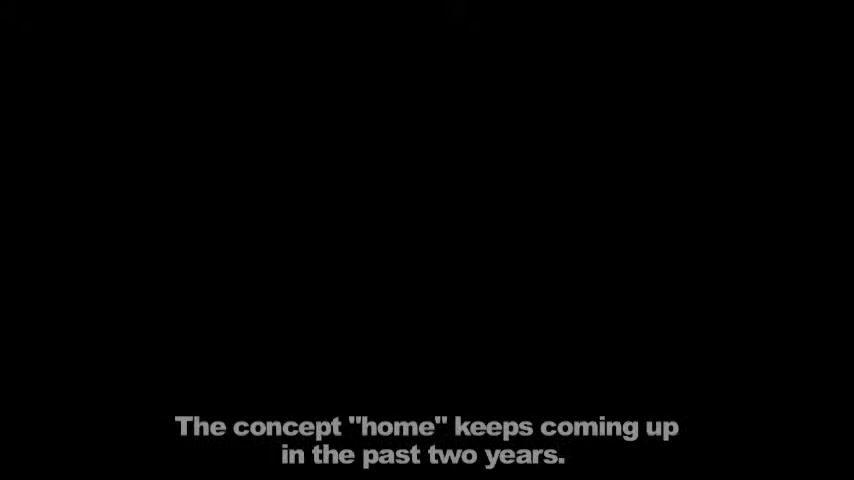 The concept "home" keeps coming up
in the past two years.